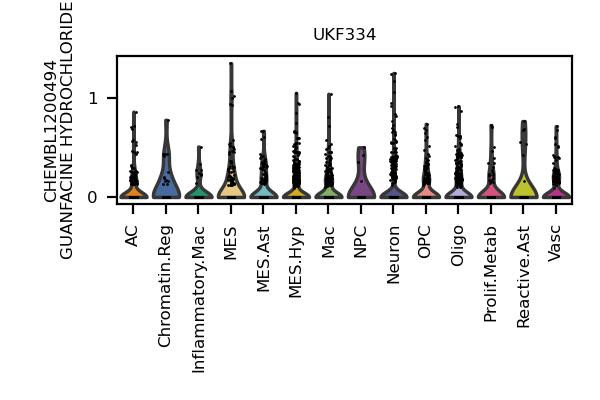 UKF334
CHEMBL1200494
GUANFACINE HYDROCHLORIDE
1
0
AC
Chromatin.Reg
Inflammatory.Mac
MES
MES.Ast
MES.Hyp
Mac
NPC
Neuron
OPC
Oligo
Prolif.Metab
Reactive.Ast
Vasc